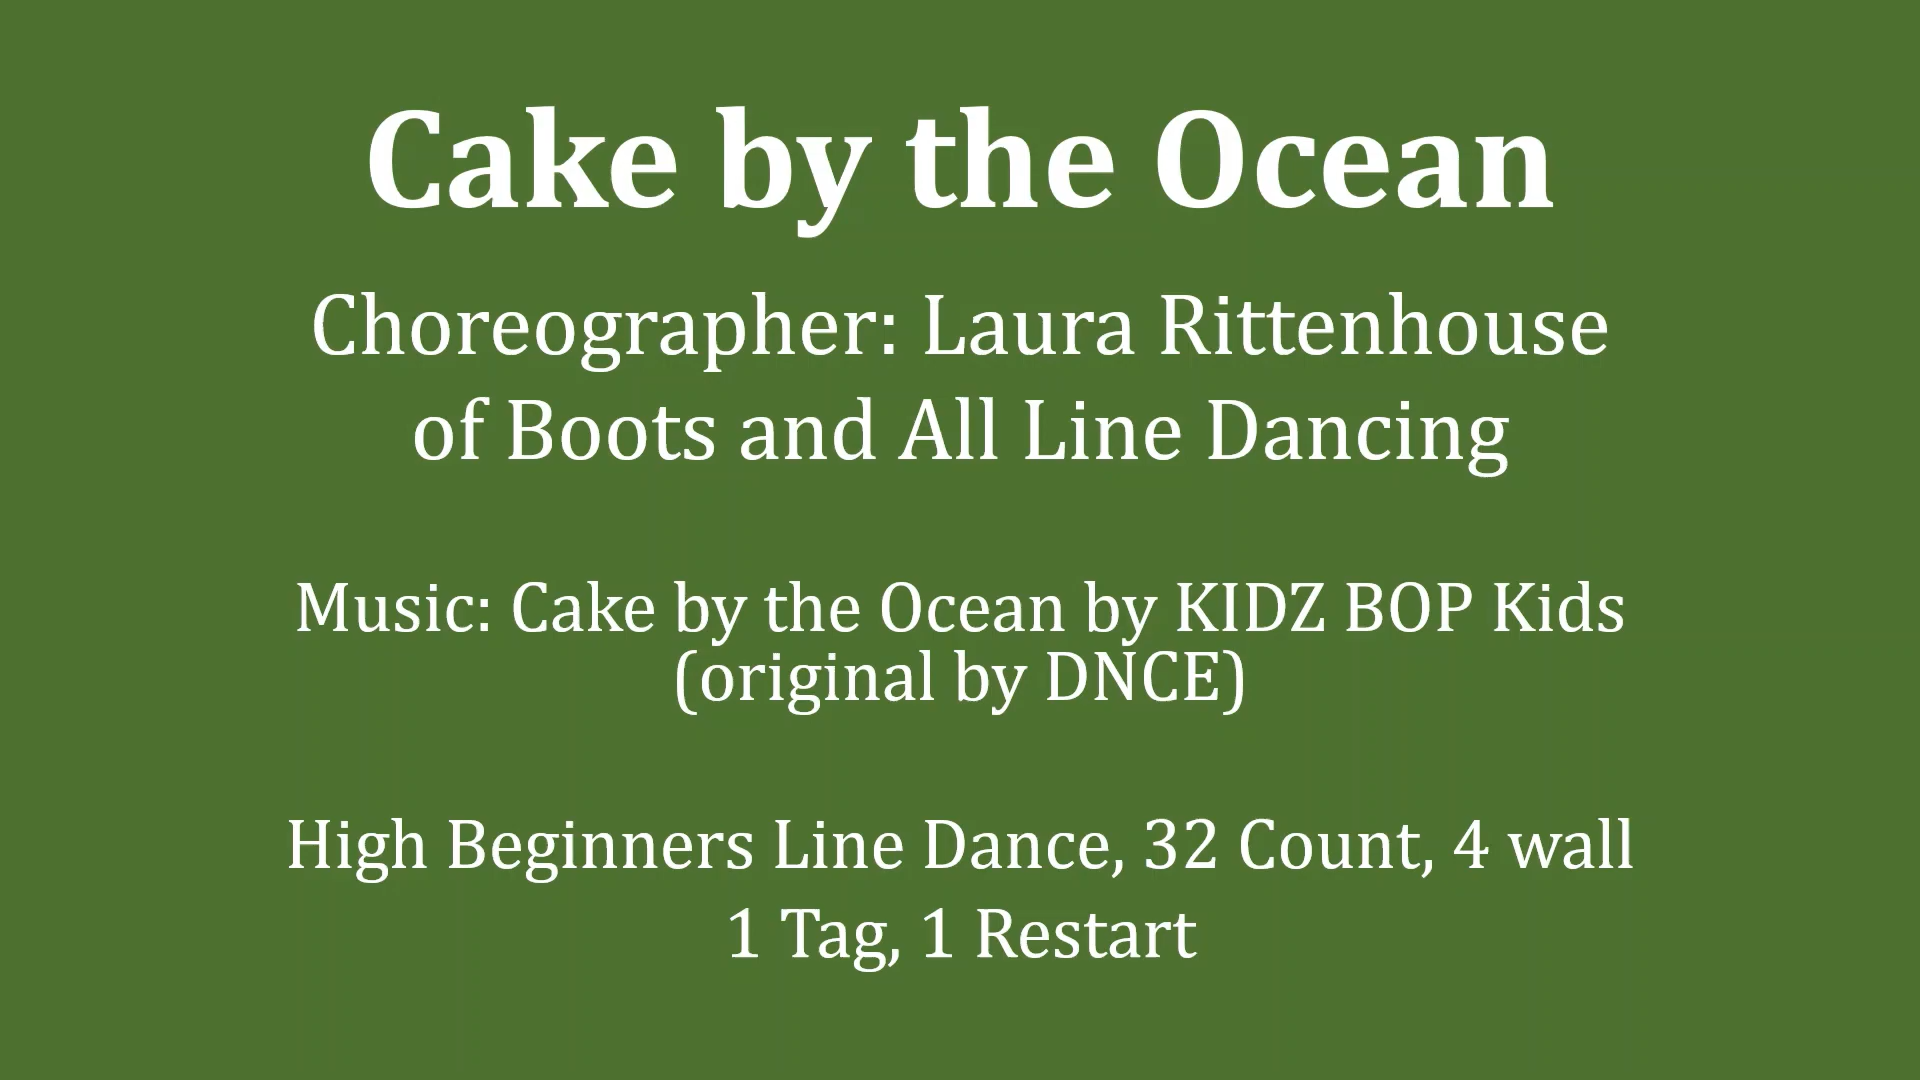 Cake by the Ocean
Choreographer: Laura Rittenhouse
of Boots and All Line Dancing
Music: Cake by the Ocean by KIDZ BOP Kids
(original by DNCE)
High Beginners Line Dance, 32 Count, 4 wall
1 Tag, 1 Restart